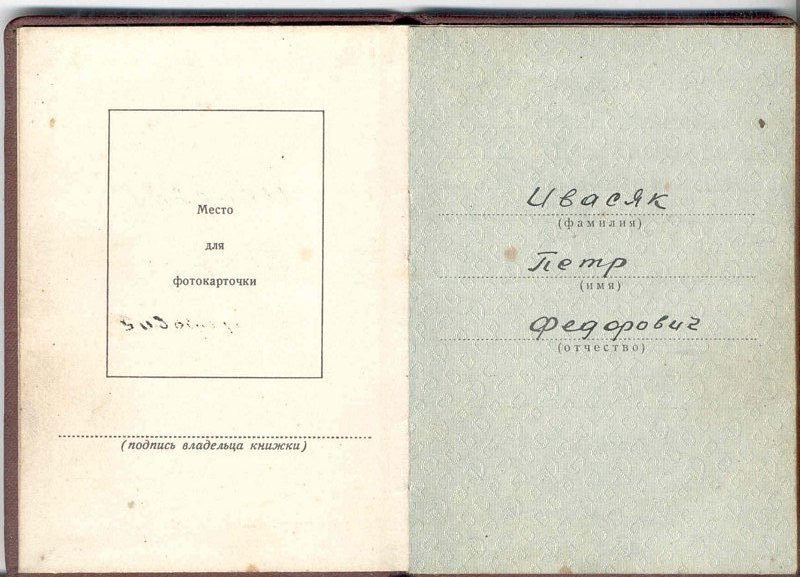 Место
для
фотокарточки
(подпись владельца книжки)
Ивасяк
(фамилия)
Петр
(имя)
Федорович
(отчество)